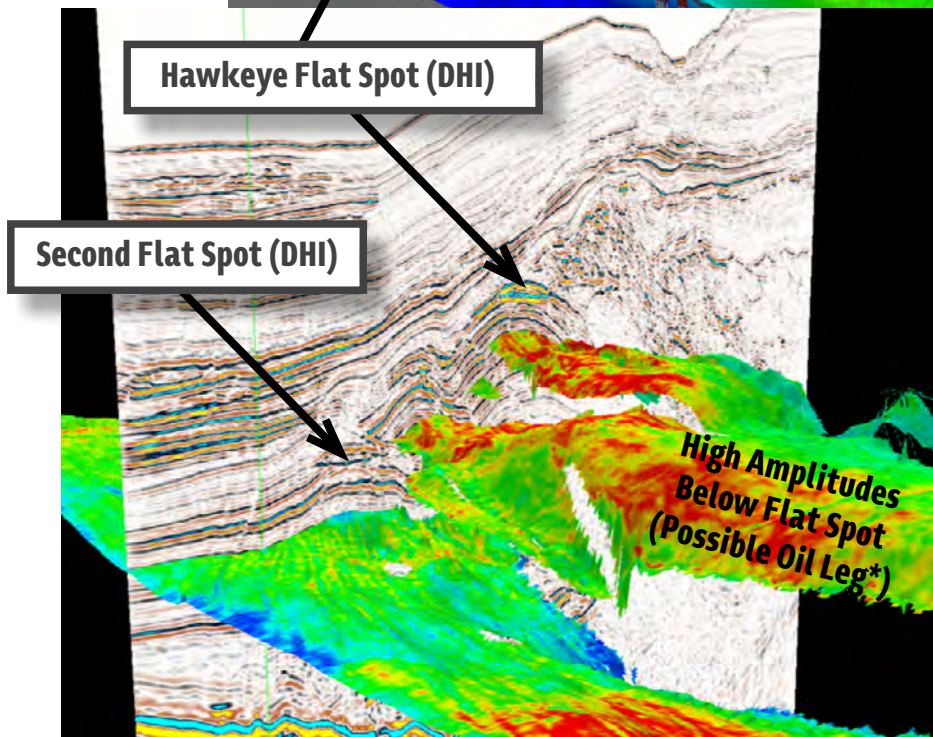 Hawkeye Flat Spot (DHI)
Second Flat Spot (DHI)
High Amplitudes
Below Flat Spot
(Possible Oil Leg*)